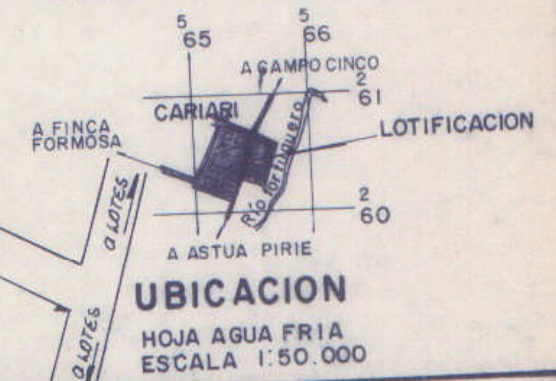 5
65
5
66
A CAMPO CINCO
2
61
CARIARI
A FINCA
FORMOSA
LOTIFICACION
Río Tortuguero
2
60
A ASTUA PIRIE
a LOTES
a LOTES
UBICACION
HOJA AGUA FRIA
ESCALA 1:50.000